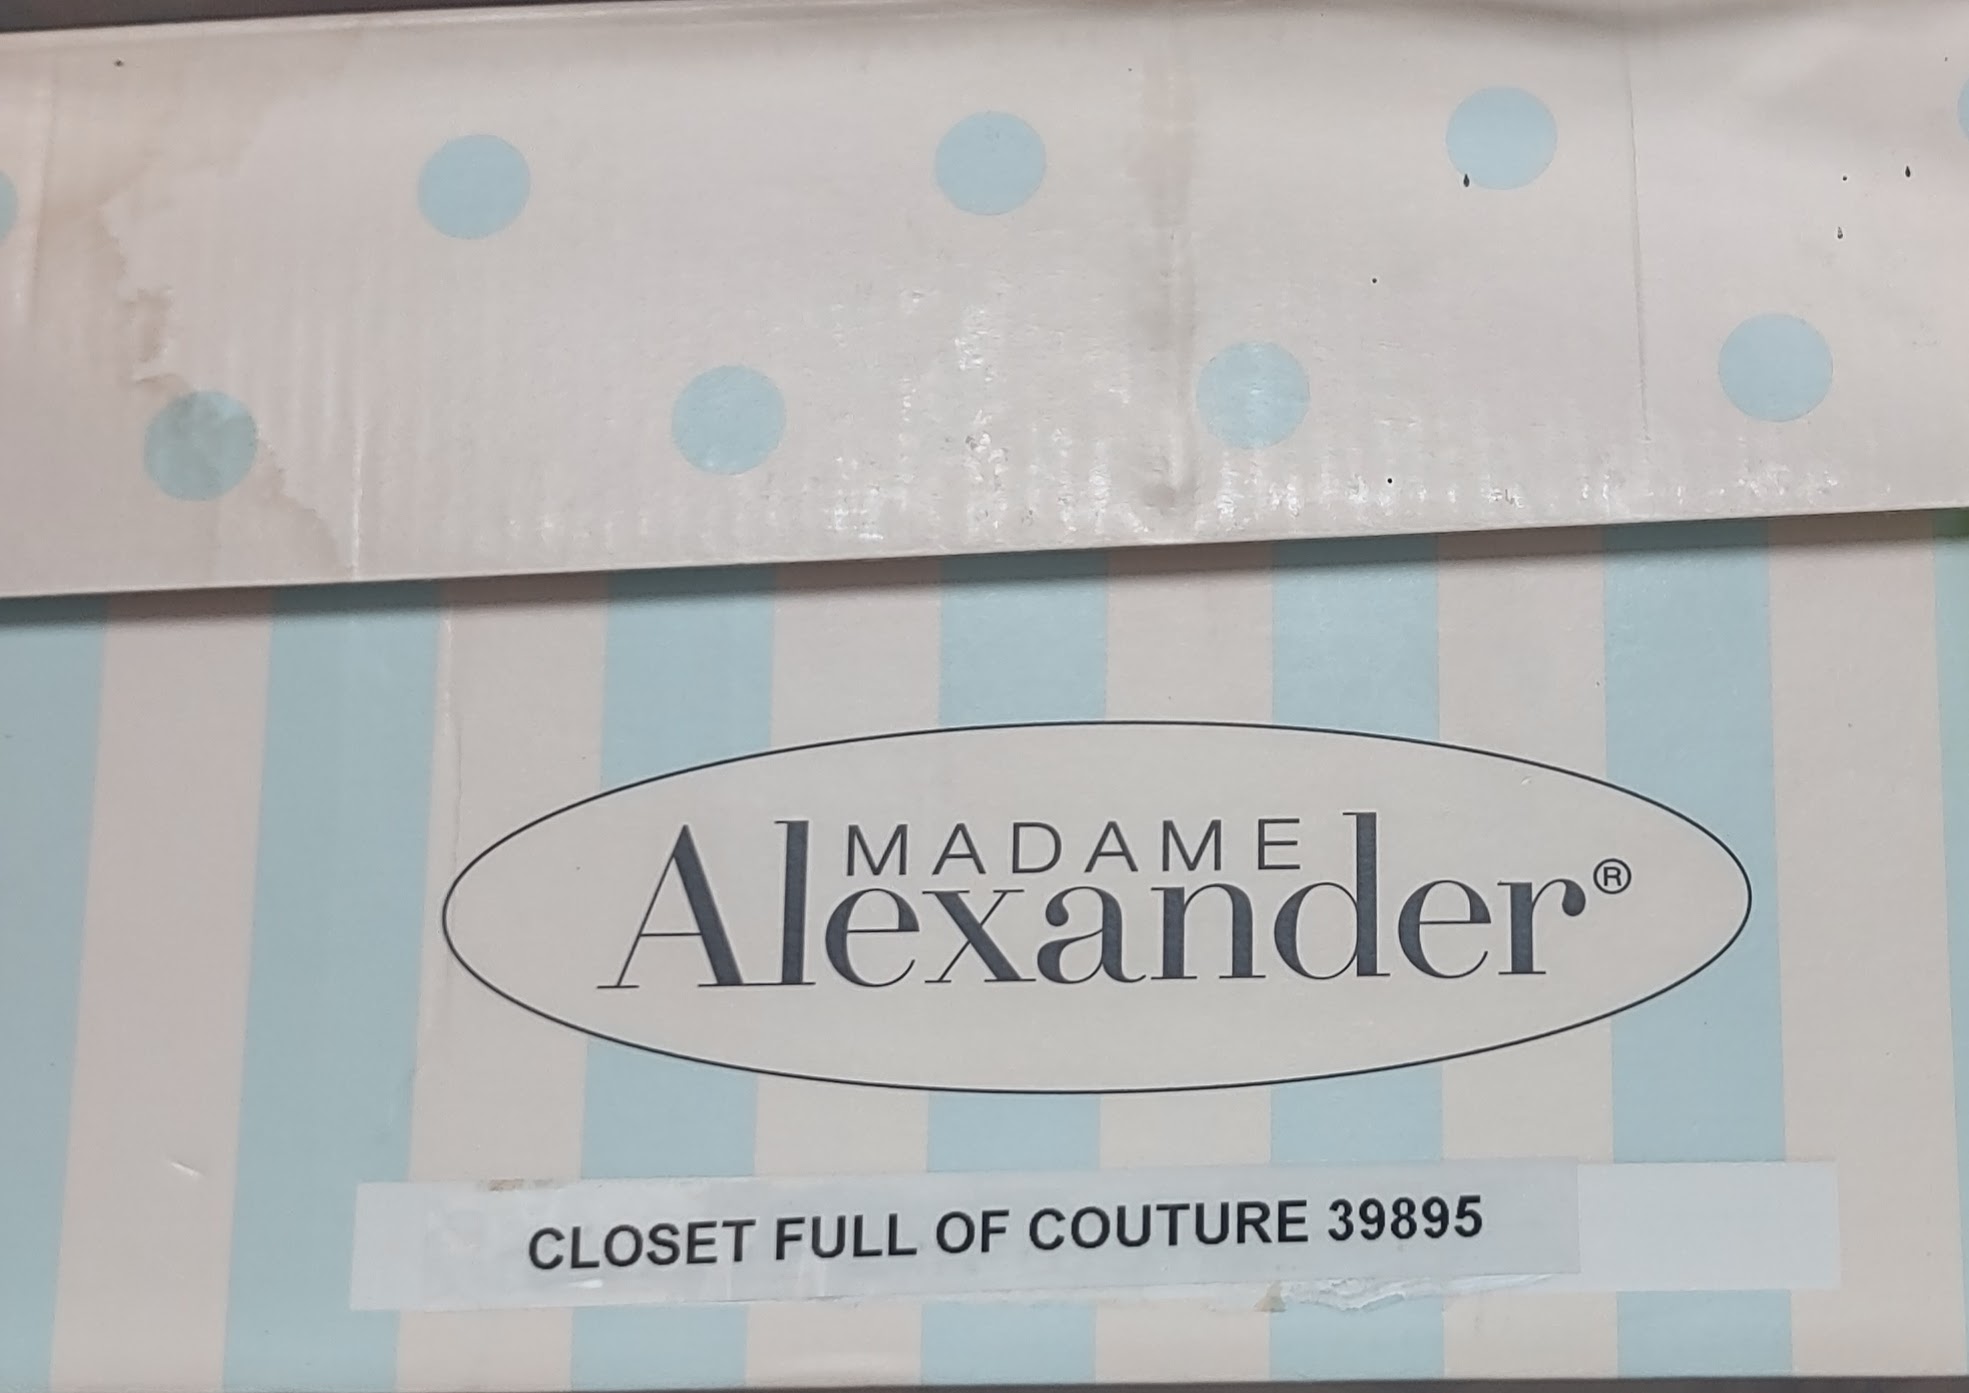 MADAME
Alexander®
CLOSET FULL OF COUTURE 39895